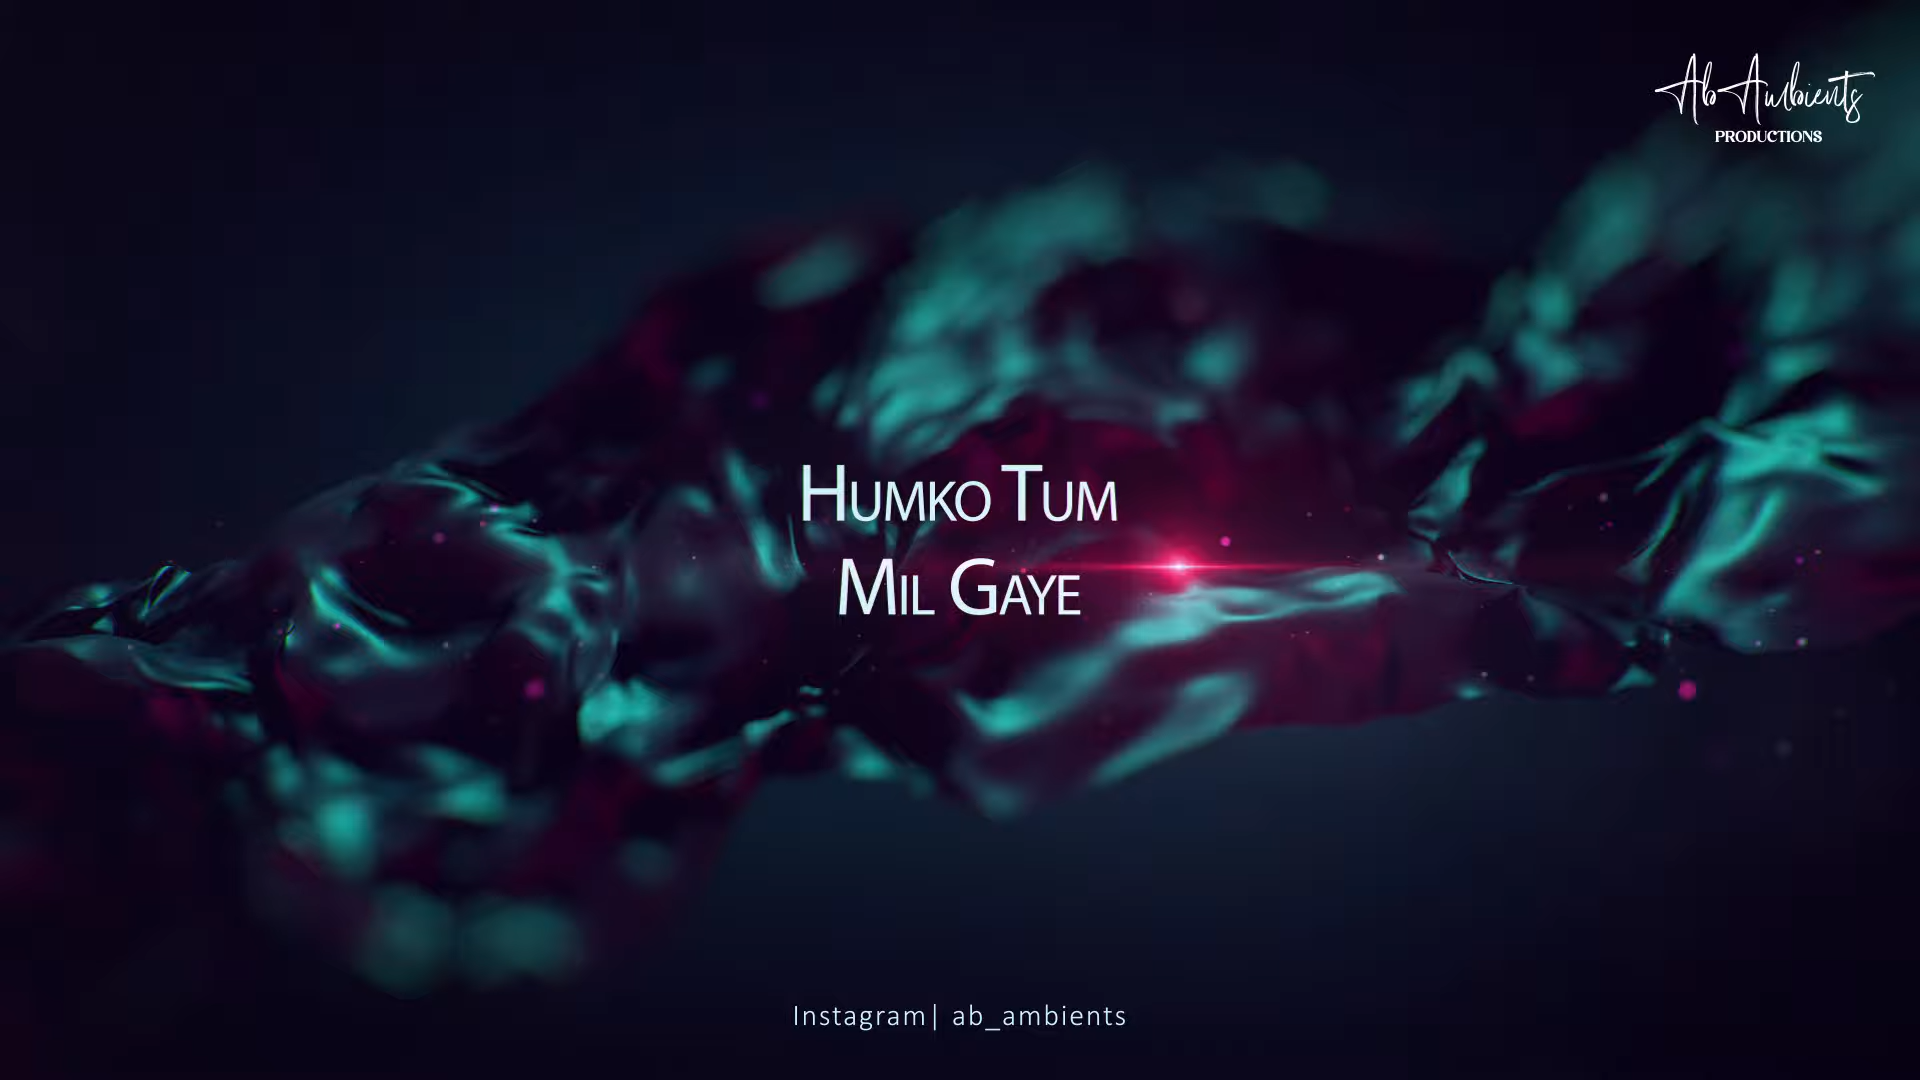 Ab Ambients
PRODUCTIONS
HUMKO TUM
MIL GAYE
Instagram| ab_ambients